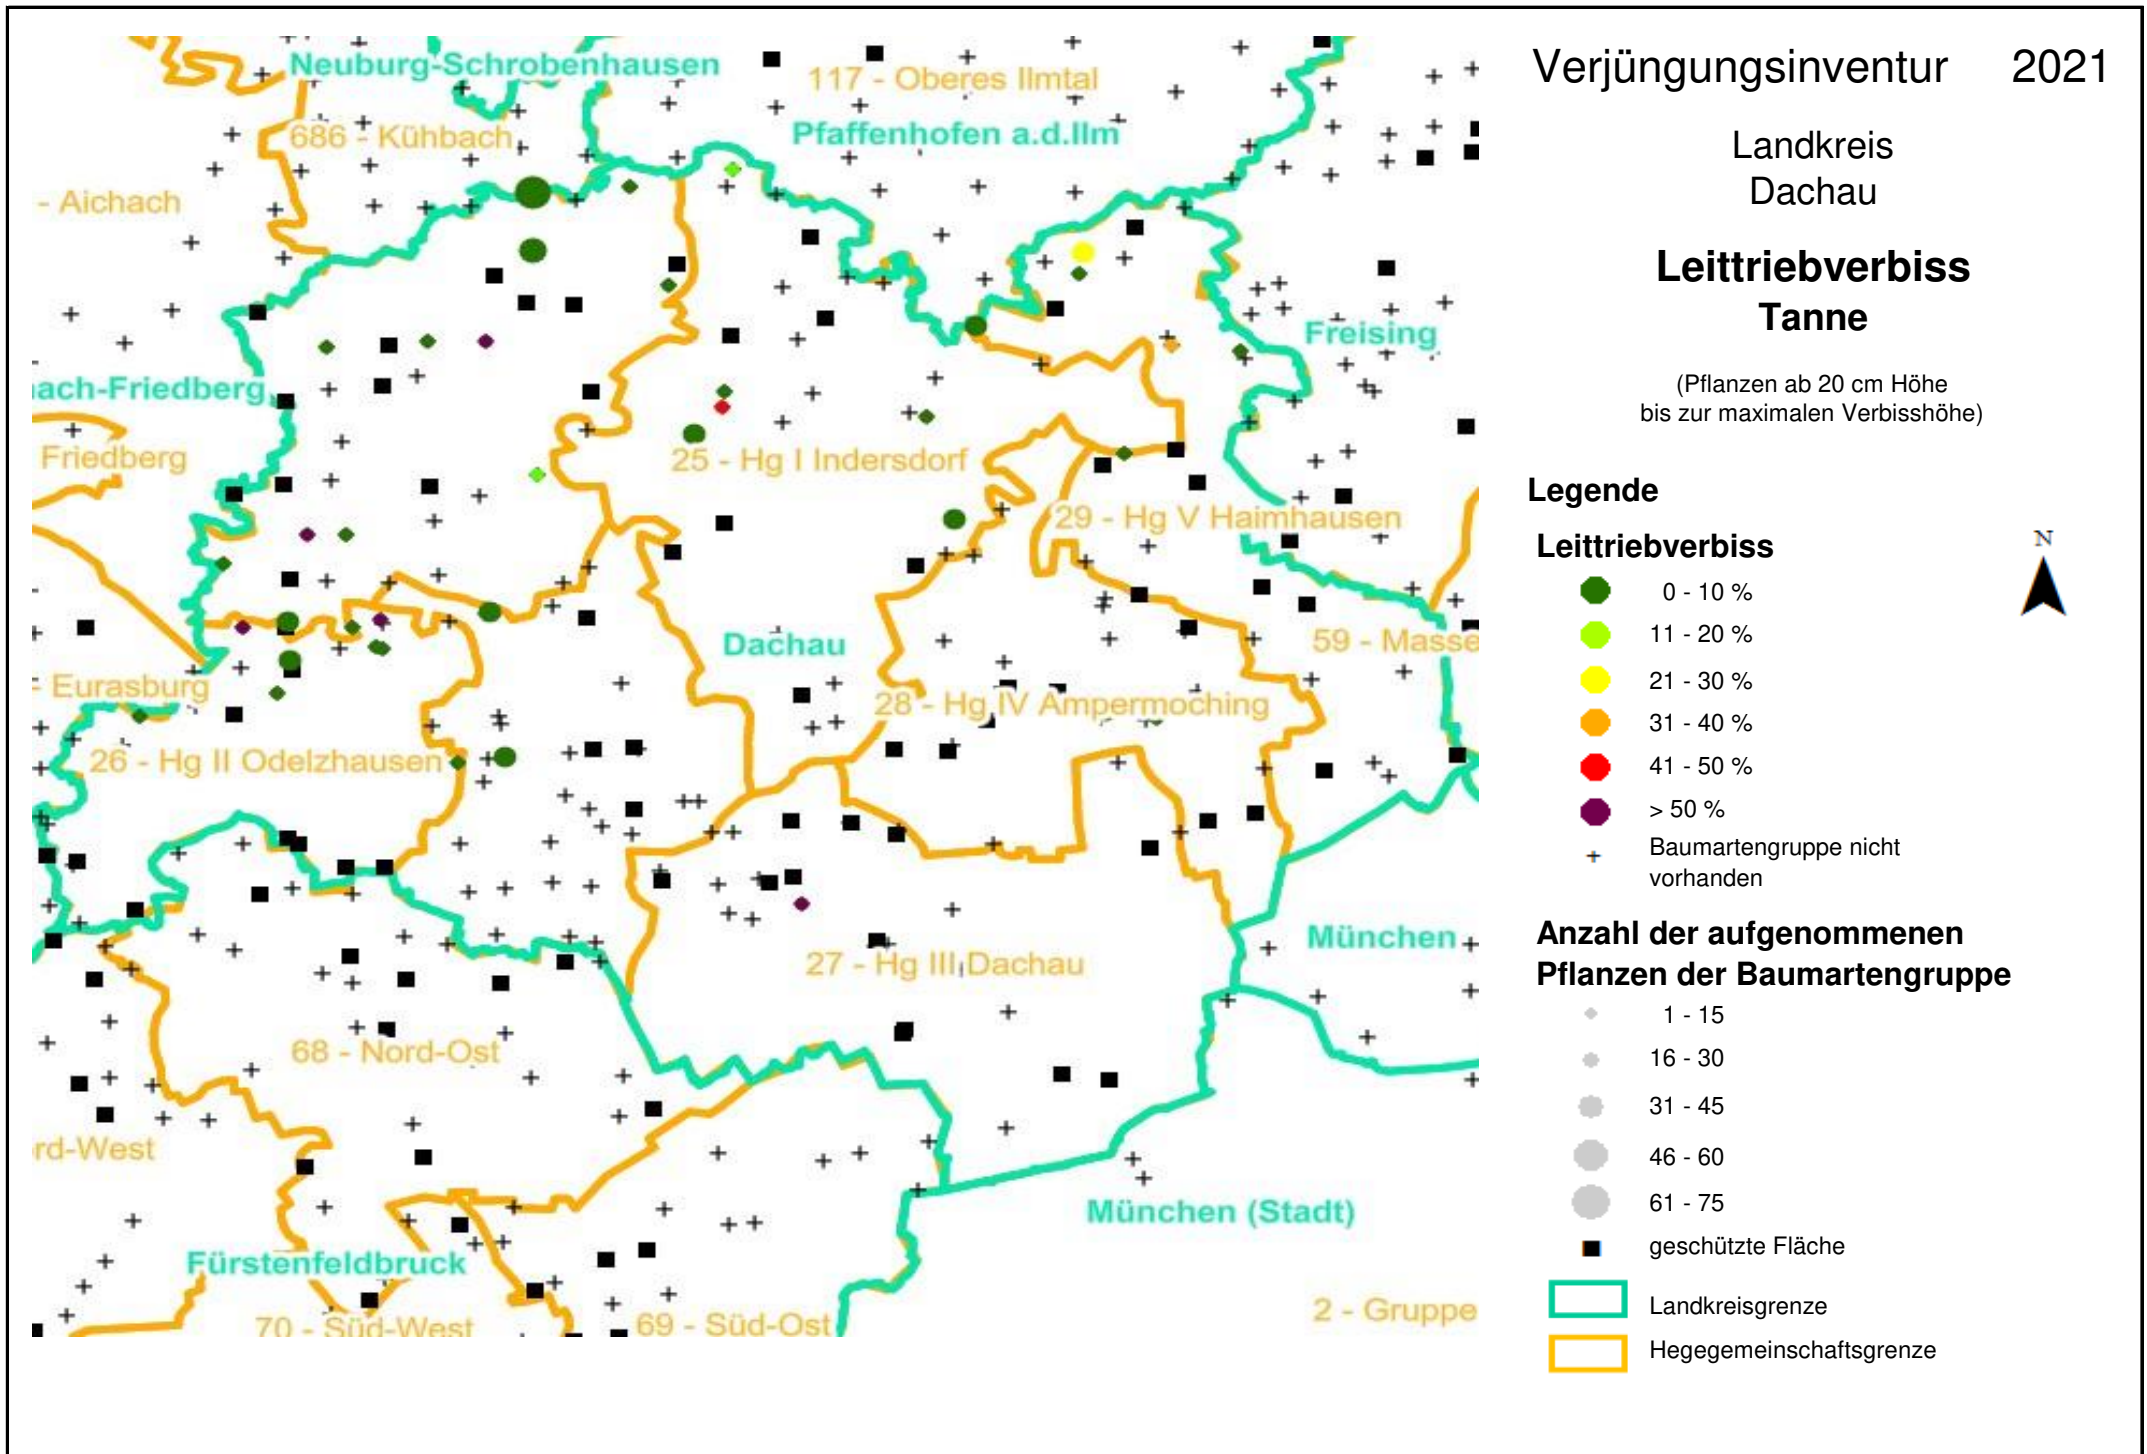 Verjüngungsinventur 2021
Landkreis
Dachau
Leittriebverbiss
Tanne
(Pflanzen ab 20 cm Höhe
bis zur maximalen Verbisshöhe)
Legende
Leittriebverbiss
0 - 10 %
11 - 20 %
21 - 30 %
31 - 40 %
41 - 50 %
> 50 %
Baumartengruppe nicht
vorhanden
N
Anzahl der aufgenommenen
Pflanzen der Baumartengruppe
1 - 15
16 - 30
31 - 45
46 - 60
61 - 75
geschützte Fläche
Landkreisgrenze
Hegegemeinschaftsgrenze
Neuburg-Schrobenhausen
117 - Oberes Ilmtal
686 - Kühbach
Pfaffenhofen a.d.Ilm
- Aichach
Freising
ach-Friedberg
Friedberg
25 - Hg I Indersdorf
29 - Hg V Haimhausen
Dachau
59 - Masse
- Eurasburg
28 - Hg IV Ampermoching
26 - Hg II Odelzhausen
München
27 - Hg III Dachau
68 - Nord-Ost
rd-West
München (Stadt)
Fürstenfeldbruck
70 - Süd-West
69 - Süd-Ost
2 - Gruppe